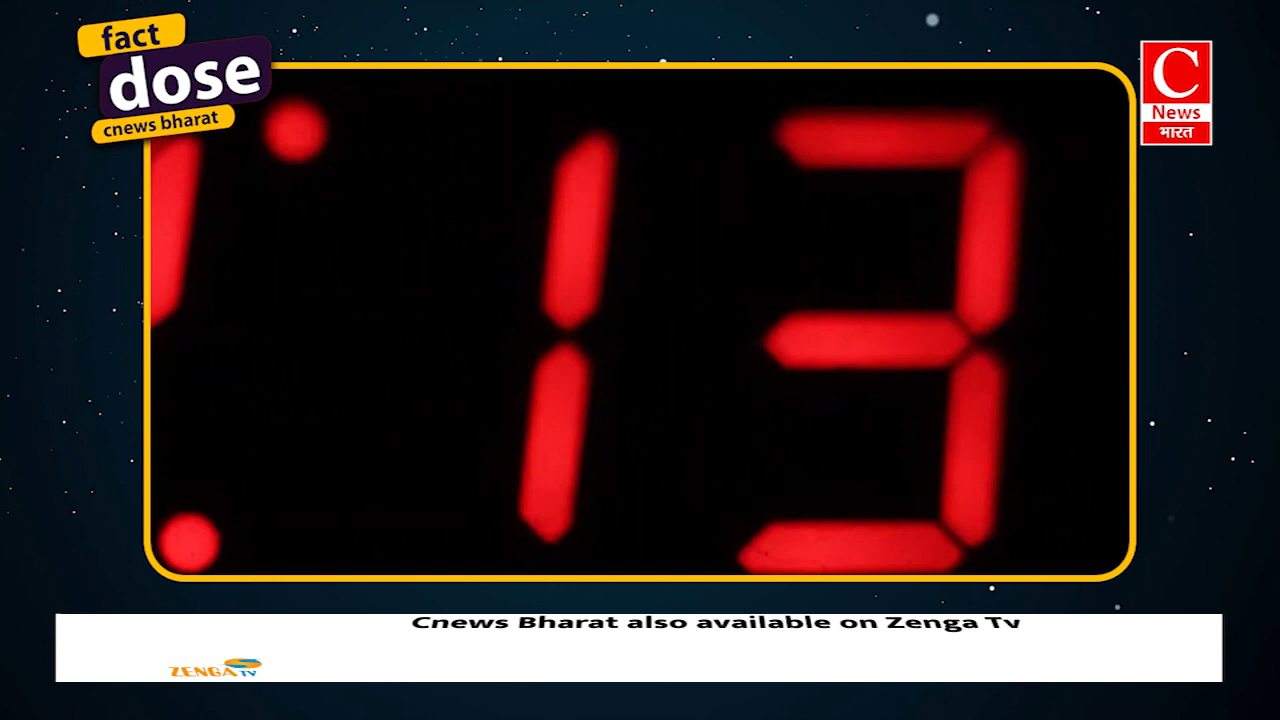 fact
dose
cnews bharat
C
News
भारत
13
Cnews Bharat also available on Zenga Tv
ZENGA TV